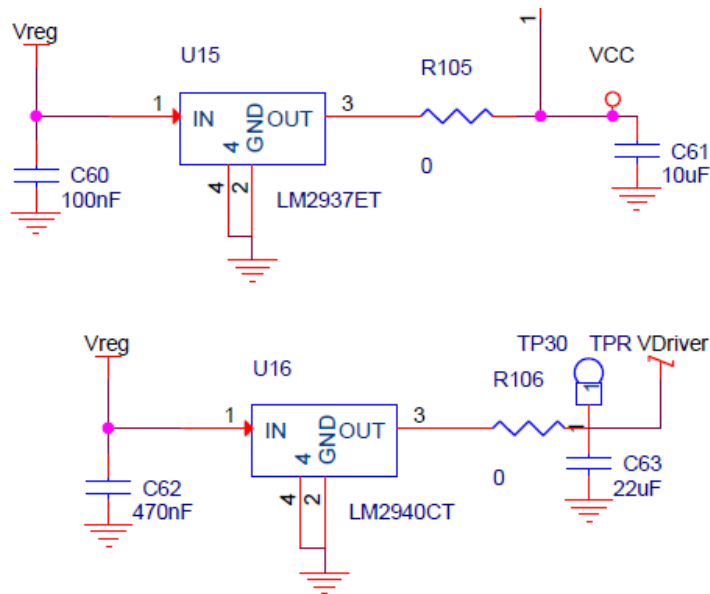 Vreg
U15
1
IN
OUT
GND
4
3
4
2
LM2937ET
C60
100nF
R105
0
1
VCC
C61
10uF
Vreg
U16
1
IN
OUT
GND
4
3
4
2
LM2940CT
C62
470nF
R106
0
TP30
TPR
VDriver
1
1
C63
22uF